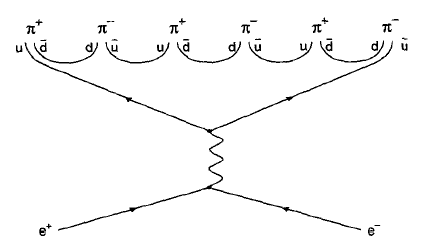 π⁺ π⁻ π⁺ π⁻ π⁺ π⁻
u d̄ d ū u d̄ d ū u d̄ d ū
e⁺ e⁻